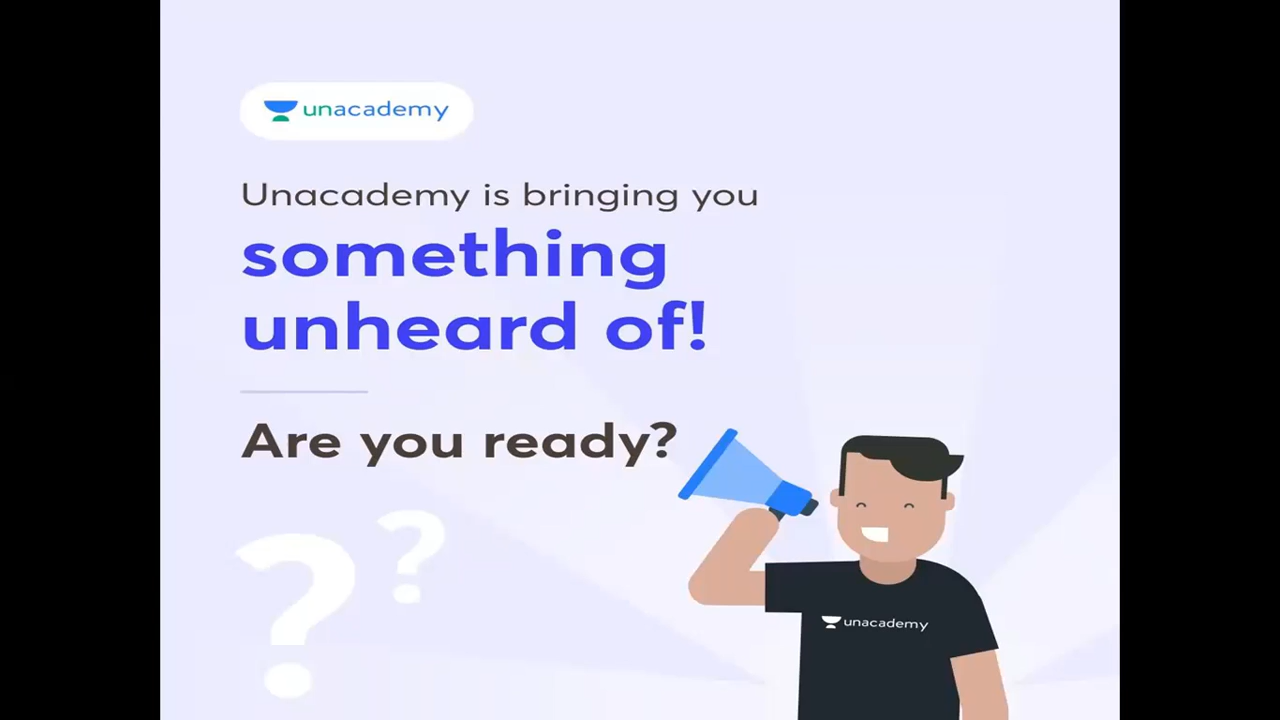 unacademy
Unacademy is bringing you
something
unheard of!
Are you ready?
? ?
unacademy